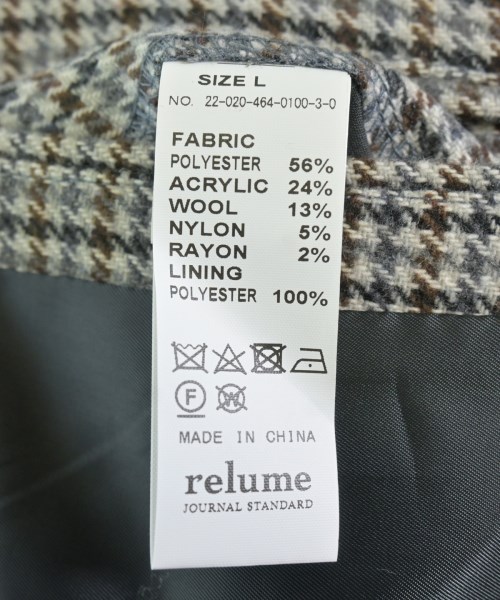 SIZE L
NO. 22-020-464-0100-3-0
FABRIC
POLYESTER 56%
ACRYLIC 24%
WOOL 13%
NYLON 5%
RAYON 2%
LINING
POLYESTER 100%
F W
MADE IN CHINA
relume
JOURNAL STANDARD